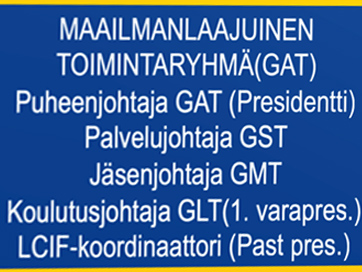 MAAILMANLAAJUINEN
TOIMINTARYHMÄ(GAT)
Puheenjohtaja GAT (Presidentti)
Palvelujohtaja GST
Jäsenjohtaja GMT
Koulutusjohtaja GLT(1. varapres.)
LCIF-koordinaattori (Past pres.)